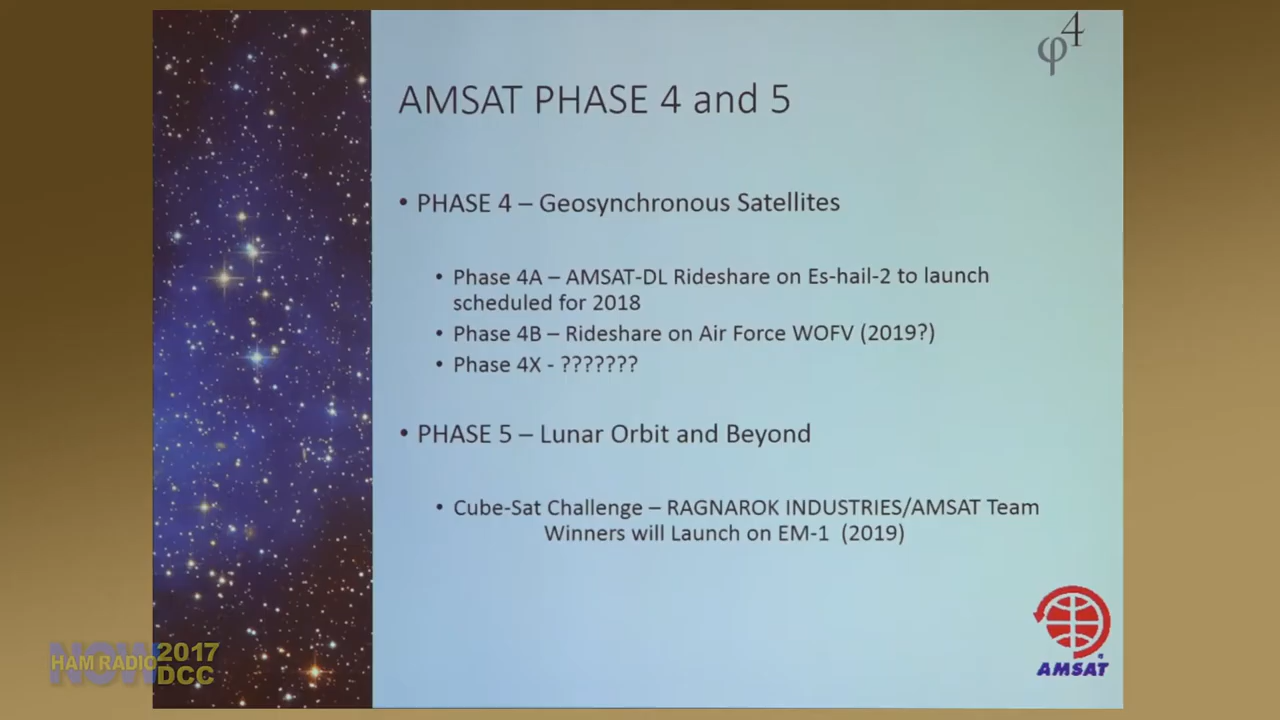 φ4
AMSAT PHASE 4 and 5
• PHASE 4 – Geosynchronous Satellites
• Phase 4A – AMSAT-DL Rideshare on Es-hail-2 to launch
scheduled for 2018
• Phase 4B – Rideshare on Air Force WOFV (2019?)
• Phase 4X - ???????
• PHASE 5 – Lunar Orbit and Beyond
• Cube-Sat Challenge – RAGNAROK INDUSTRIES/AMSAT Team
Winners will Launch on EM-1 (2019)
AMSAT
NOW
HAM RADIO 2017
DCC